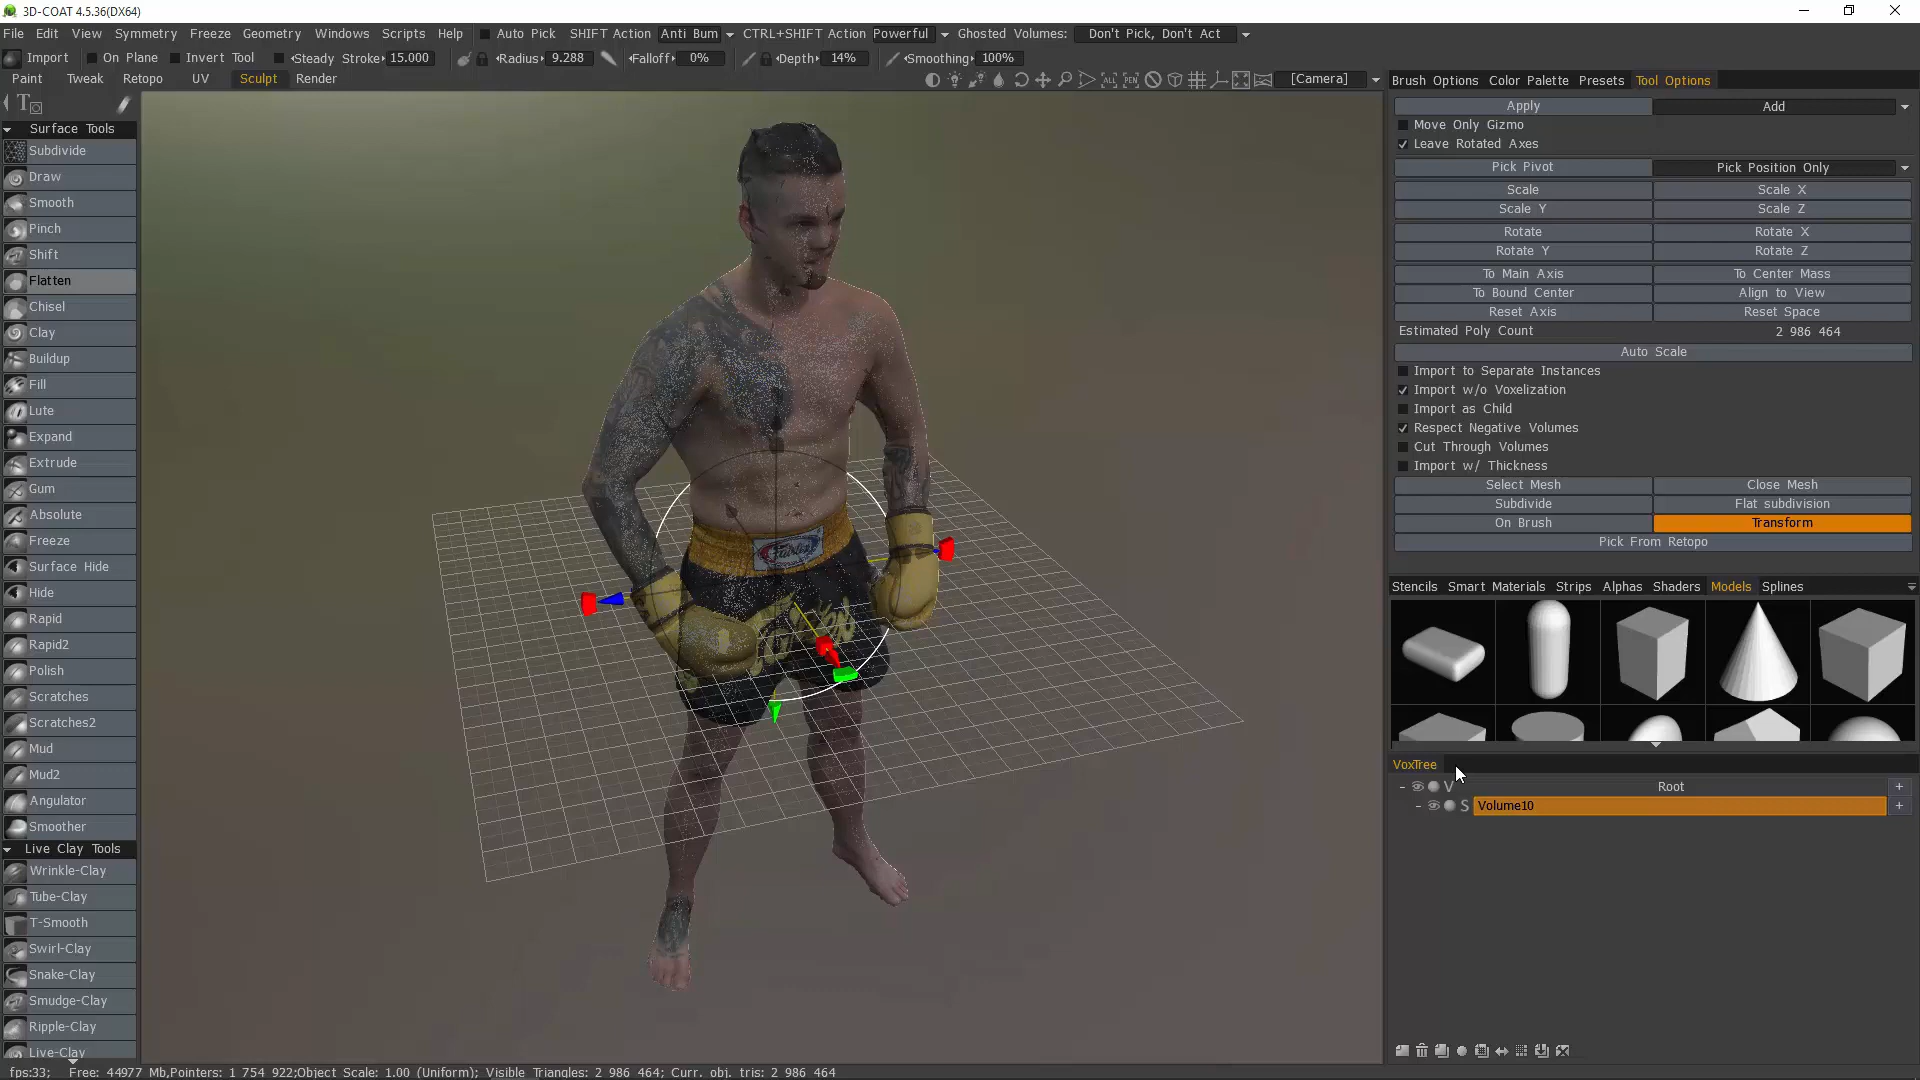 3D-COAT 4.5.36(DX64)
File Edit View Symmetry Freeze Geometry Windows Scripts Help Auto Pick SHIFT Action Anti Bum CTRL+SHIFT Action Powerful Ghosted Volumes: Don't Pick, Don't Act
Import On Plane Invert Tool Steady Stroke 15.000 Radius 9.288 Falloff 0% Depth 14% Smoothing 100%
Paint Tweak Retopo UV Sculpt Render [Camera]
Brush Options Color Palette Presets Tool Options
Surface Tools
Subdivide
Draw
Smooth
Pinch
Shift
Flatten
Chisel
Clay
Buildup
Fill
Lute
Expand
Extrude
Gum
Absolute
Freeze
Surface Hide
Hide
Rapid
Rapid2
Polish
Scratches
Scratches2
Mud
Mud2
Angulator
Smoother
Live Clay Tools
Wrinkle-Clay
Tube-Clay
T-Smooth
Swirl-Clay
Snake-Clay
Smudge-Clay
Ripple-Clay
Live-Clay
Apply Add
Move Only Gizmo
Leave Rotated Axes
Pick Pivot Pick Position Only
Scale Scale X
Scale Y Scale Z
Rotate Rotate X
Rotate Y Rotate Z
To Main Axis To Center Mass
To Bound Center Align to View
Reset Axis Reset Space
Estimated Poly Count 2 986 464
Auto Scale
Import to Separate Instances
Import w/o Voxelization
Import as Child
Respect Negative Volumes
Cut Through Volumes
Import w/ Thickness
Select Mesh Close Mesh
Subdivide Flat subdivision
On Brush Transform
Pick From Retopo
Stencils Smart Materials Strips Alphas Shaders Models Splines
VoxTree
V Root +
S Volume10 +
fps:33; Free: 44977 Mb,Pointers: 1 754 922;Object Scale: 1.00 (Uniform); Visible Triangles: 2 986 464; Curr. obj. tris: 2 986 464